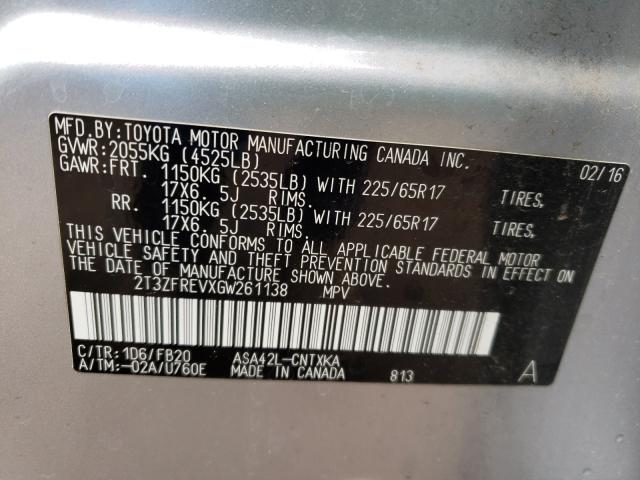 MFD.BY:TOYOTA MOTOR MANUFACTURING CANADA INC.
GVWR:2055KG (4525LB) 02/16
GAWR:FRT. 1150KG (2535LB) WITH 225/65R17 TIRES,
17X6. 5J RIMS.
RR. 1150KG (2535LB) WITH 225/65R17 TIRES,
17X6. 5J RIMS.
THIS VEHICLE CONFORMS TO ALL APPLICABLE FEDERAL MOTOR
VEHICLE SAFETY AND THEFT PREVENTION STANDARDS IN EFFECT ON
THE DATE OF MANUFACTURE SHOWN ABOVE.
2T3ZFREVXGW261138 MPV
C/TR:1D6/FB20 ASA42L-CNTXKA
A/TM:-02A/U760E MADE IN CANADA 813 A